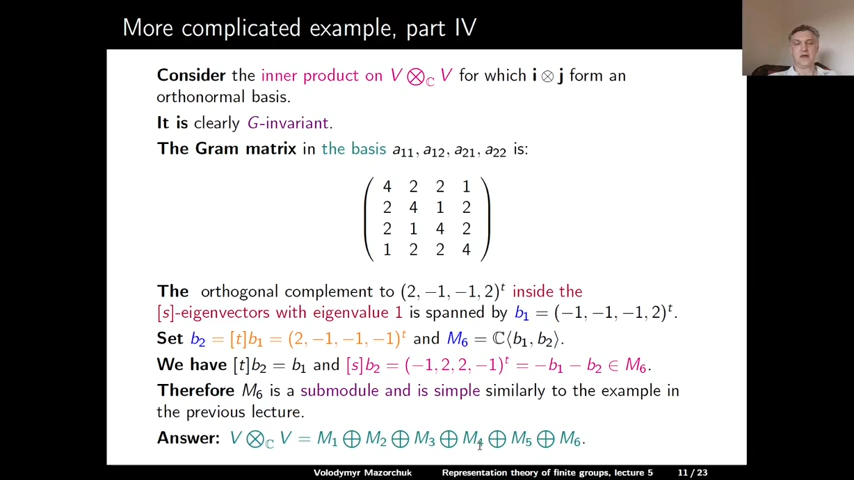 More complicated example, part IV
Consider the inner product on V ⨂_ℂ V for which i ⊗ j form an
orthonormal basis.
It is clearly G-invariant.
The Gram matrix in the basis a₁₁, a₁₂, a₂₁, a₂₂ is:
4 2 2 1
2 4 1 2
2 1 4 2
1 2 2 4
The orthogonal complement to (2, −1, −1, 2)ᵗ inside the
[s]-eigenvectors with eigenvalue 1 is spanned by b₁ = (−1, −1, −1, 2)ᵗ.
Set b₂ = [t]b₁ = (2, −1, −1, −1)ᵗ and M₆ = ℂ⟨b₁, b₂⟩.
We have [t]b₂ = b₁ and [s]b₂ = (−1, 2, 2, −1)ᵗ = −b₁ − b₂ ∈ M₆.
Therefore M₆ is a submodule and is simple similarly to the example in
the previous lecture.
Answer: V ⨂_ℂ V = M₁ ⨁ M₂ ⨁ M₃ ⨁ M₄ ⨁ M₅ ⨁ M₆.
Volodymyr Mazorchuk Representation theory of finite groups, lecture 5 11/23